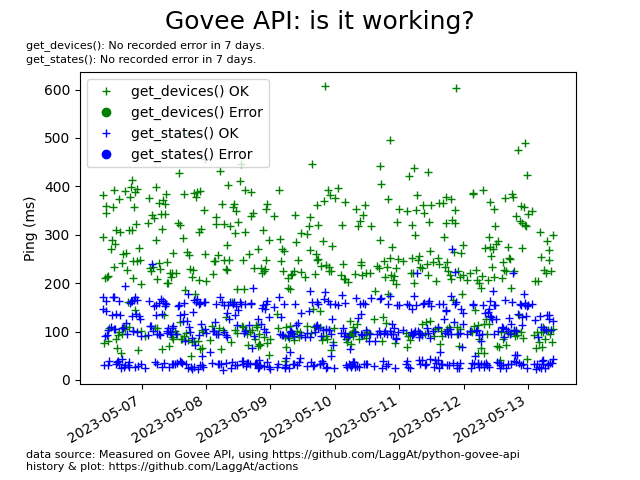 Govee API: is it working?
get_devices(): No recorded error in 7 days.
get_states(): No recorded error in 7 days.
get_devices() OK
get_devices() Error
get_states() OK
get_states() Error
Ping (ms)
600
500
400
300
200
100
0
2023-05-07
2023-05-08
2023-05-09
2023-05-10
2023-05-11
2023-05-12
2023-05-13
data source: Measured on Govee API, using https://github.com/LaggAt/python-govee-api
history & plot: https://github.com/LaggAt/actions